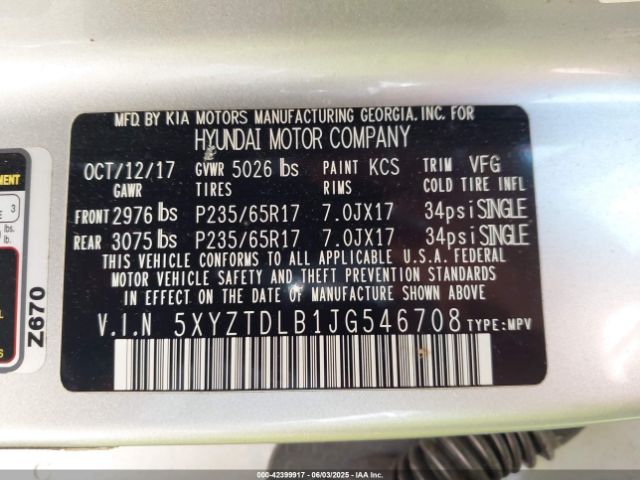 MFD. BY KIA MOTORS MANUFACTURING GEORGIA. INC. FOR
HYUNDAI MOTOR COMPANY
OCT/12/17 GVWR 5026 lbs PAINT KCS TRIM VFG
GAWR TIRES RIMS COLD TIRE INFL
FRONT 2976 lbs P235/65R17 7.0JX17 34psi SINGLE
REAR 3075 lbs P235/65R17 7.0JX17 34psi SINGLE
THIS VEHICLE CONFORMS TO ALL APPLICABLE U.S.A. FEDERAL
MOTOR VEHICLE SAFETY AND THEFT PREVENTION STANDARDS
IN EFFECT ON THE DATE OF MANUFACTURE SHOWN ABOVE.
V.I.N 5XYZTDLB1JG546708 TYPE:MPV
3
lbs.
lb.
Z670
000-42399917 - 06/03/2025 - IAA Inc.